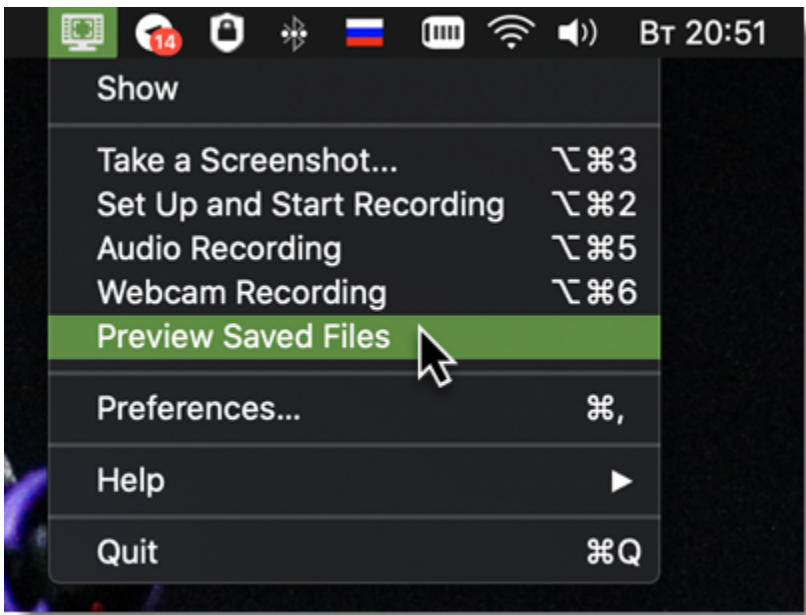 14
Вт 20:51
Show
Take a Screenshot... ⌥⌘3
Set Up and Start Recording ⌥⌘2
Audio Recording ⌥⌘5
Webcam Recording ⌥⌘6
Preview Saved Files
Preferences... ⌘,
Help ▶
Quit ⌘Q